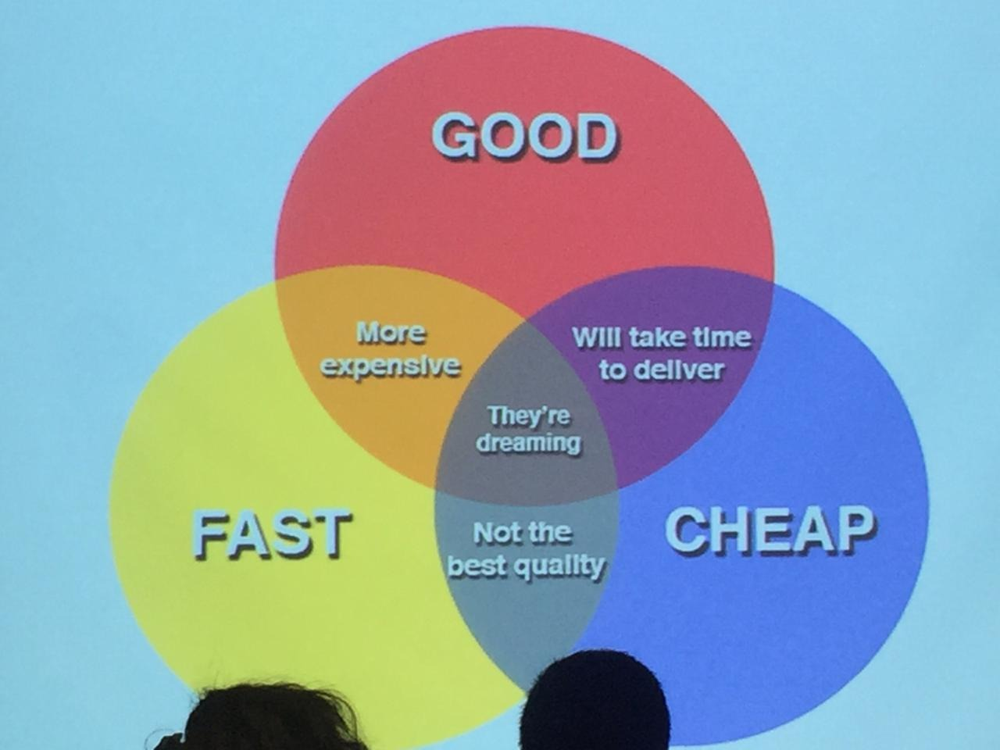 GOOD
More
expensive
Will take time
to deliver
They're
dreaming
FAST
CHEAP
Not the
best quality